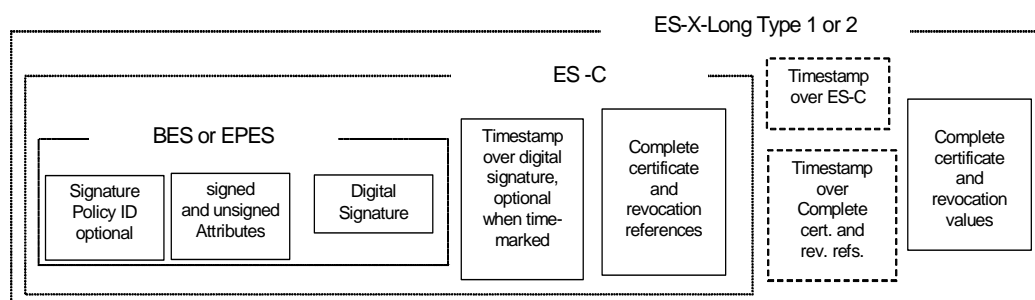 ES-X-Long Type 1 or 2
ES -C
BES or EPES
Signature
Policy ID
optional
signed
and unsigned
Attributes
Digital
Signature
Timestamp
over digital
signature,
optional
when time-
marked
Complete
certificate
and
revocation
references
Timestamp
over ES-C
Timestamp
over
Complete
cert. and
rev. refs.
Complete
certificate
and
revocation
values